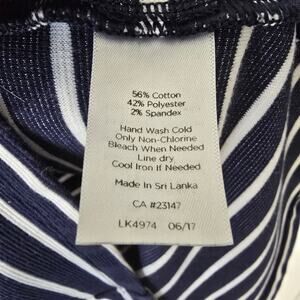 56% Cotton
42% Polyester
2% Spandex
Hand Wash Cold
Only Non-Chlorine
Bleach When Needed
Line dry
Cool Iron If Needed
Made In Sri Lanka
CA #23147
LK4974 06/17